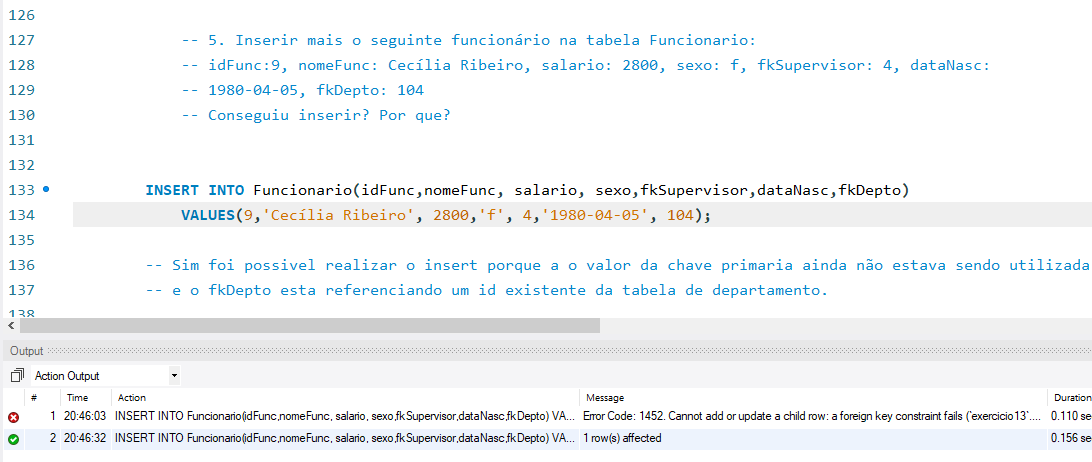 126
127 -- 5. Inserir mais o seguinte funcionário na tabela Funcionario:
128 -- idFunc:9, nomeFunc: Cecília Ribeiro, salario: 2800, sexo: f, fkSupervisor: 4, dataNasc:
129 -- 1980-04-05, fkDepto: 104
130 -- Conseguiu inserir? Por que?
131
132
133 INSERT INTO Funcionario(idFunc,nomeFunc, salario, sexo,fkSupervisor,dataNasc,fkDepto)
134 VALUES(9,'Cecília Ribeiro', 2800,'f', 4,'1980-04-05', 104);
135
136 -- Sim foi possivel realizar o insert porque a o valor da chave primaria ainda não estava sendo utilizada
137 -- e o fkDepto esta referenciando um id existente da tabela de departamento.
138
Output
Action Output
# Time Action Message Duration
1 20:46:03 INSERT INTO Funcionario(idFunc,nomeFunc, salario, sexo,fkSupervisor,dataNasc,fkDepto) VA... Error Code: 1452. Cannot add or update a child row: a foreign key constraint fails (`exercicio13`.... 0.110 se
2 20:46:32 INSERT INTO Funcionario(idFunc,nomeFunc, salario, sexo,fkSupervisor,dataNasc,fkDepto) VA... 1 row(s) affected 0.156 se